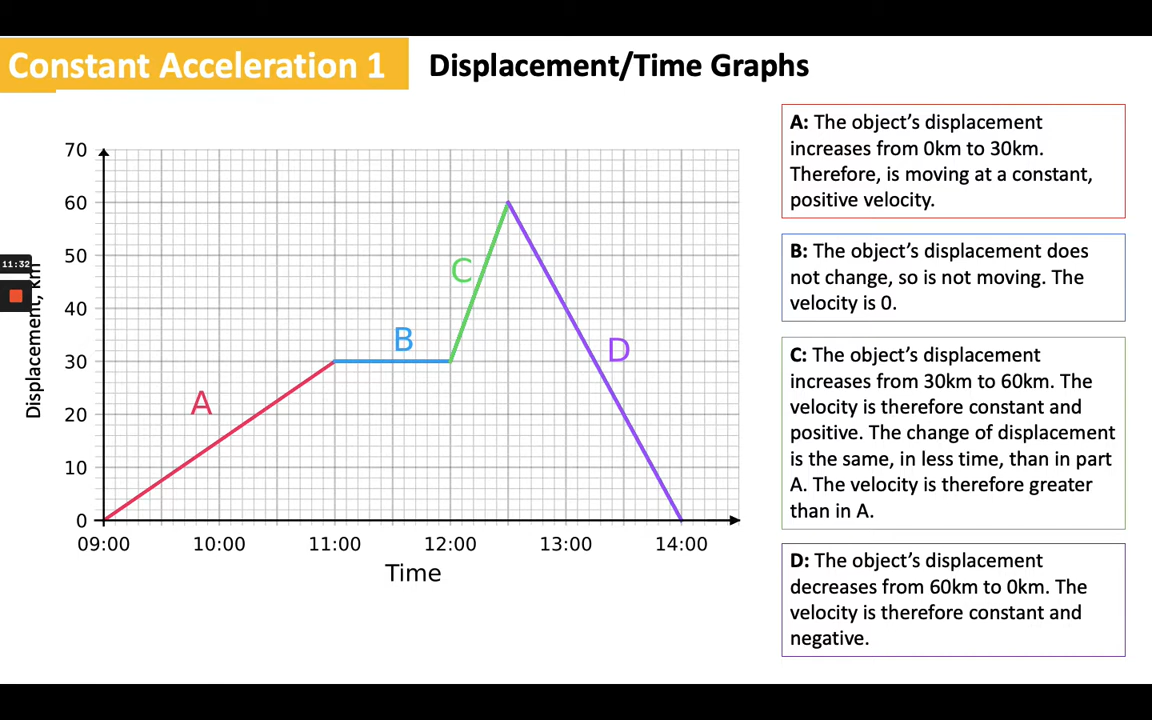 Constant Acceleration 1
Displacement/Time Graphs
70
60
50
40
30
20
10
0
Displacement, km
11:32
A
B
C
D
09:00
10:00
11:00
12:00
13:00
14:00
Time
A: The object’s displacement
increases from 0km to 30km.
Therefore, is moving at a constant,
positive velocity.
B: The object’s displacement does
not change, so is not moving. The
velocity is 0.
C: The object’s displacement
increases from 30km to 60km. The
velocity is therefore constant and
positive. The change of displacement
is the same, in less time, than in part
A. The velocity is therefore greater
than in A.
D: The object’s displacement
decreases from 60km to 0km. The
velocity is therefore constant and
negative.